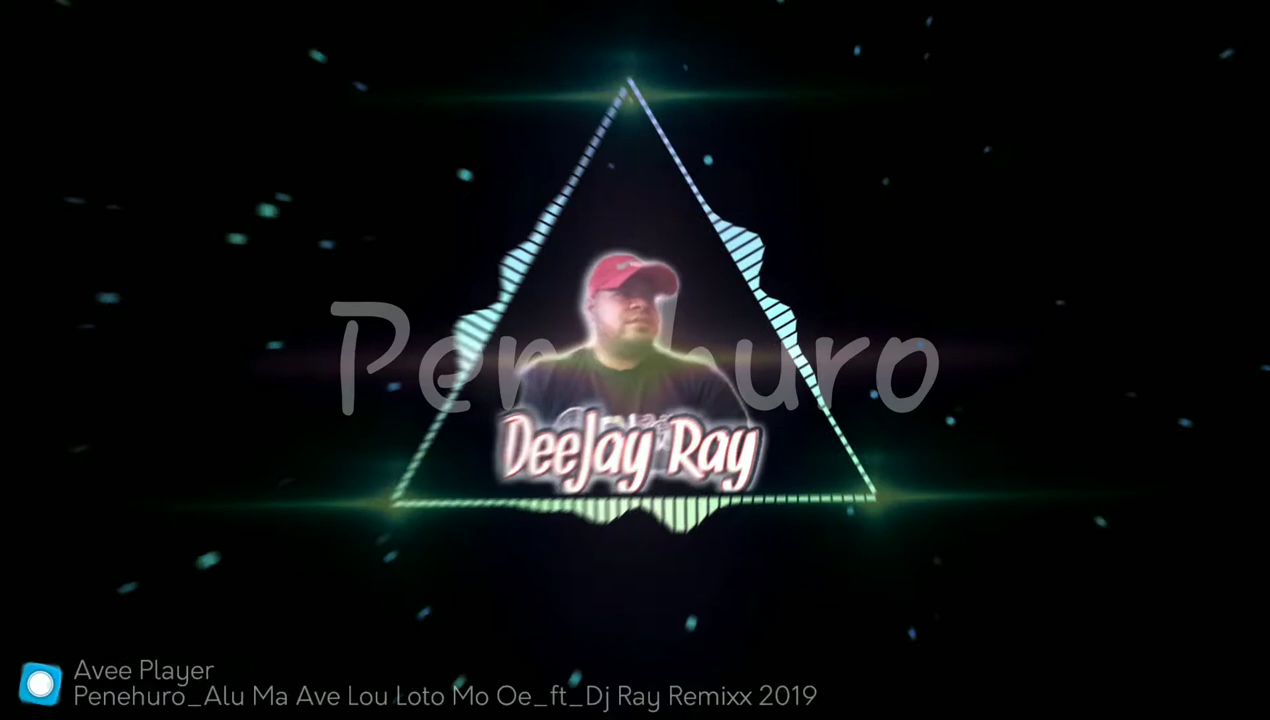 Penehuro
DeeJay Ray
Avee Player
Penehuro_Alu Ma Ave Lou Loto Mo Oe_ft_Dj Ray Remixx 2019